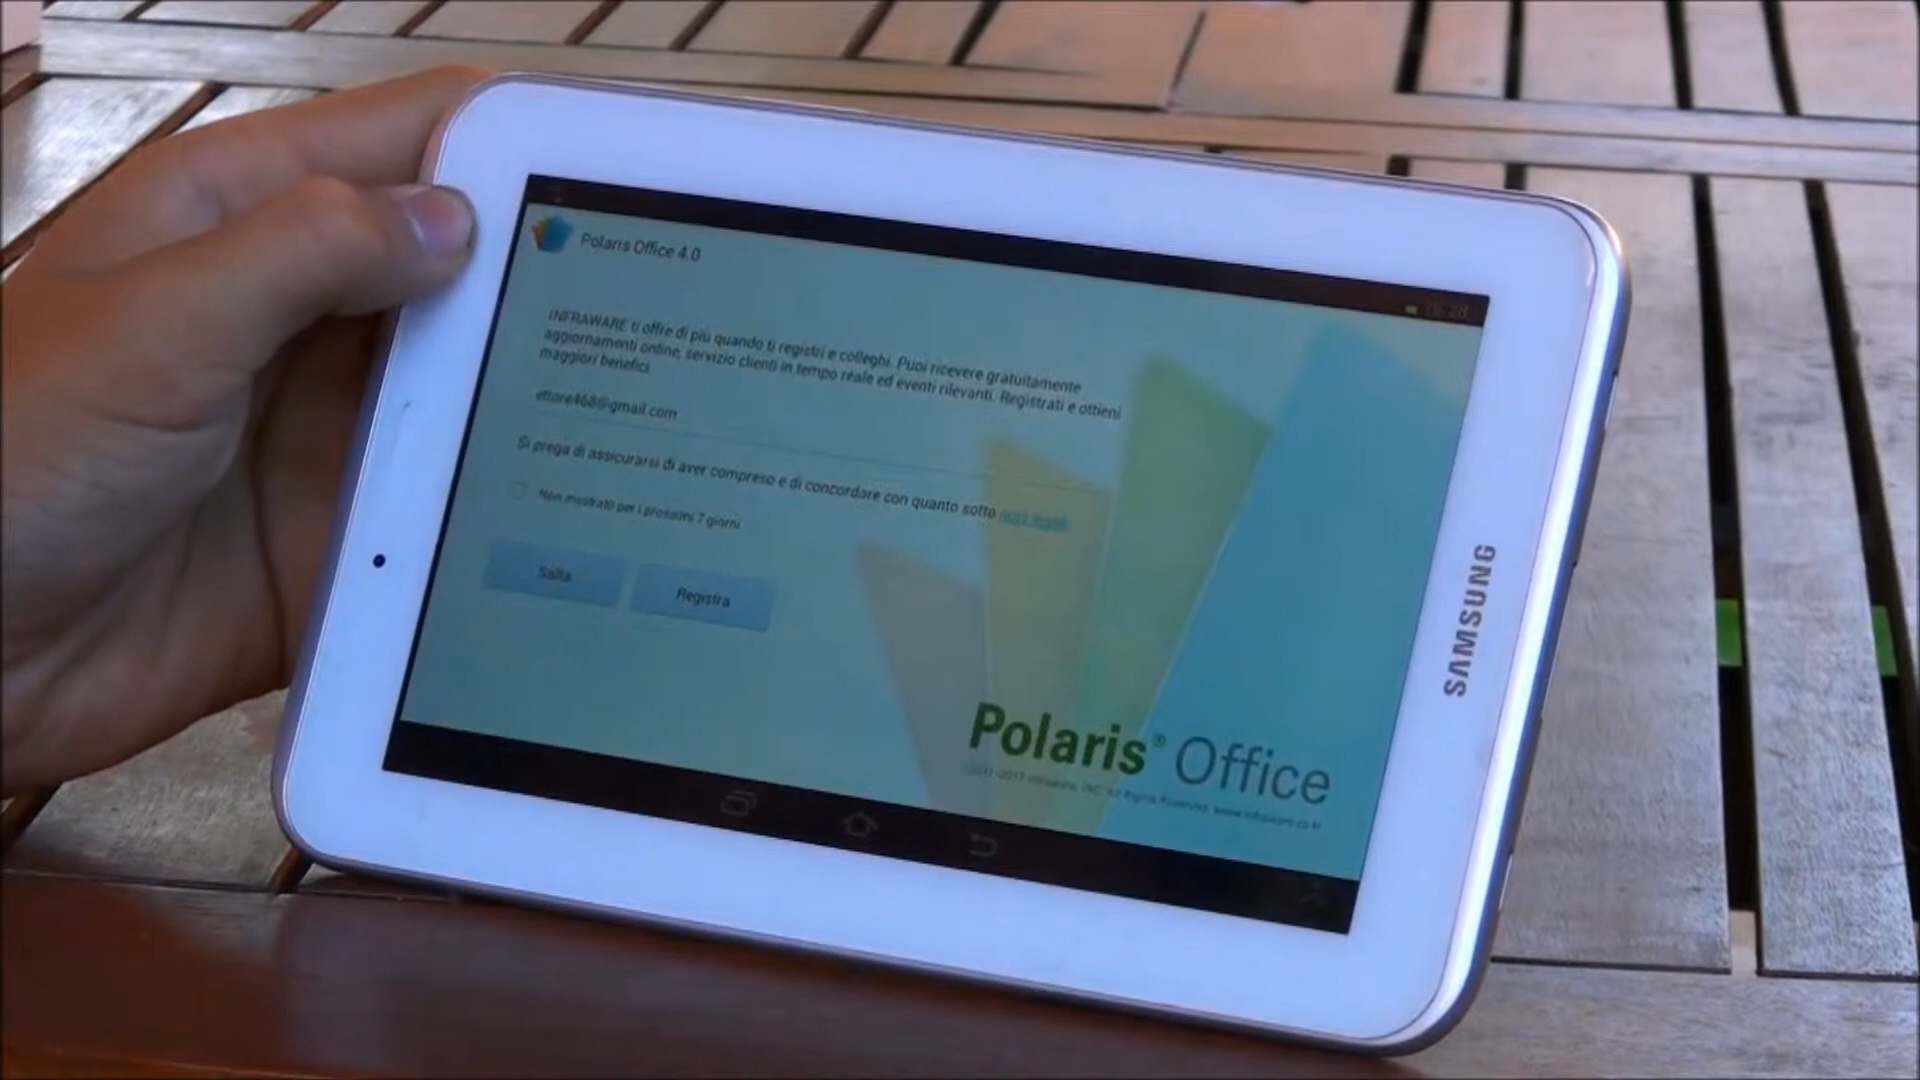 Polaris Office 4.0
INFRAWARE ti offre di più quando ti registri e colleghi. Puoi ricevere gratuitamente
aggiornamenti online, servizio clienti in tempo reale ed eventi rilevanti. Registrati e ottieni
maggiori benefici
ettore468@gmail.com
Si prega di assicurarsi di aver compreso e di concordare con quanto sotto
Non mostrato per i prossimi 7 giorni
Salta
Registra
Polaris® Office
SAMSUNG